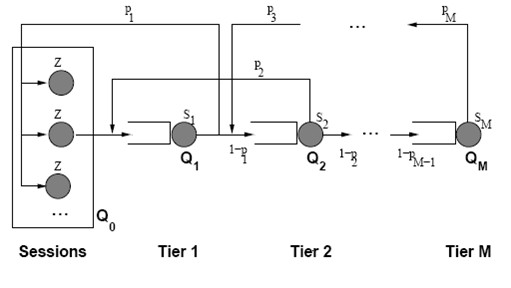 p1 p3 ... pM
Z
p2
Z S1 S2 SM
1-p1 Q1 Q2 1-p2 ... 1-pM-1 QM
Z
... Q0
Sessions Tier 1 Tier 2 Tier M